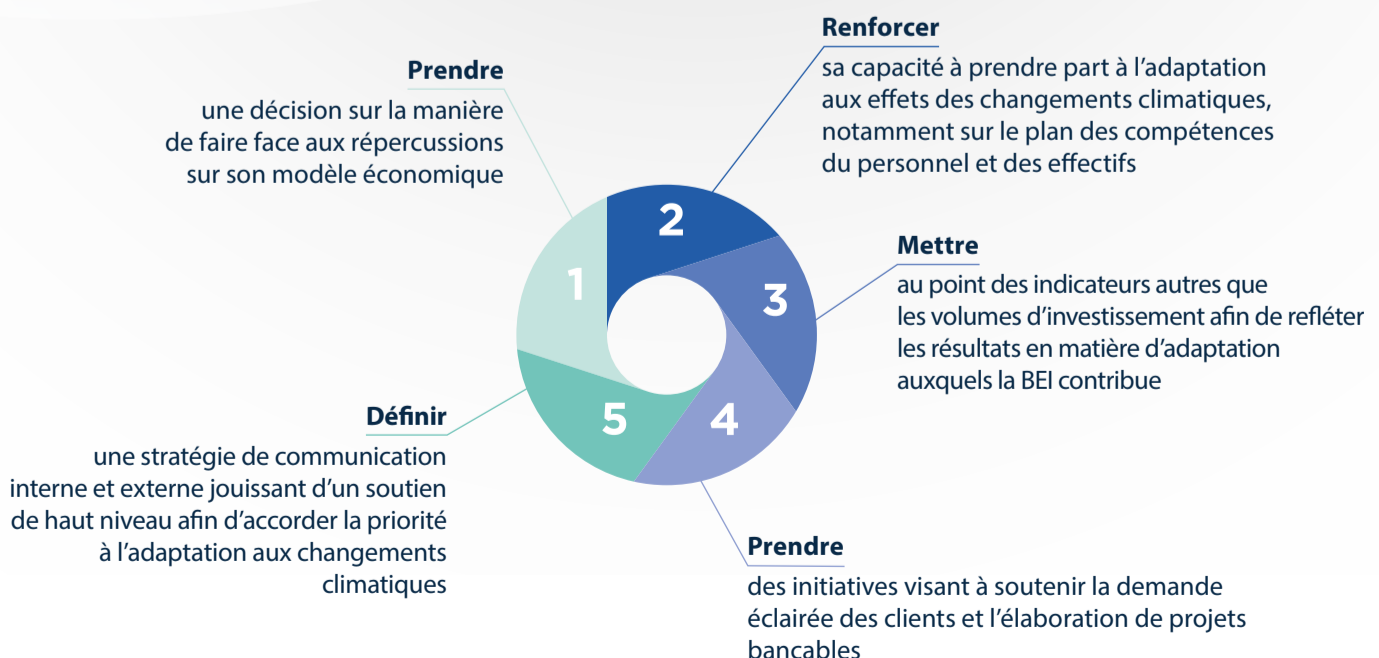 1
Prendre
une décision sur la manière
de faire face aux répercussions
sur son modèle économique
2
Renforcer
sa capacité à prendre part à l’adaptation
aux effets des changements climatiques,
notamment sur le plan des compétences
du personnel et des effectifs
3
Mettre
au point des indicateurs autres que
les volumes d’investissement afin de refléter
les résultats en matière d’adaptation
auxquels la BEI contribue
4
Prendre
des initiatives visant à soutenir la demande
éclairée des clients et l’élaboration de projets
bancables
5
Définir
une stratégie de communication
interne et externe jouissant d’un soutien
de haut niveau afin d’accorder la priorité
à l’adaptation aux changements
climatiques